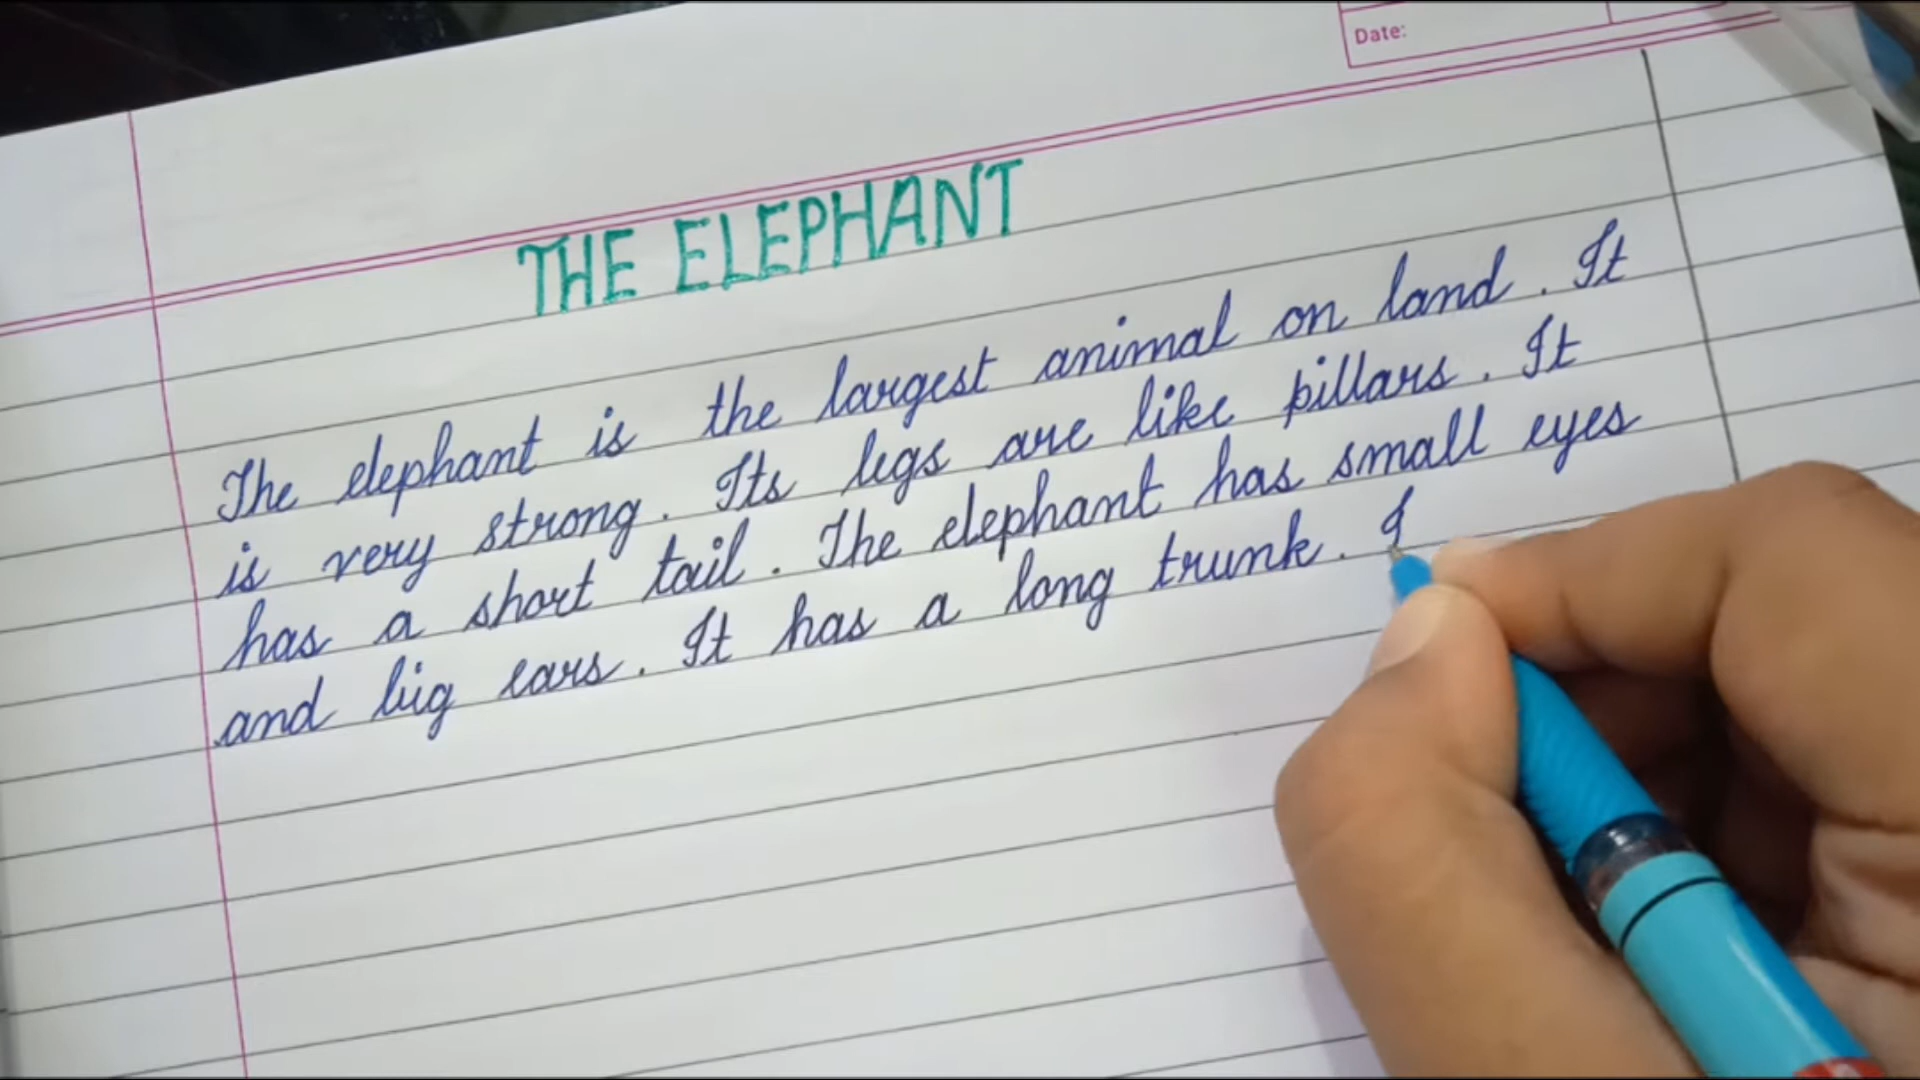 Date:
THE ELEPHANT
The elephant is the largest animal on land. It
is very strong. Its legs are like pillars. It
has a short tail. The elephant has small eyes
and big ears. It has a long trunk. I